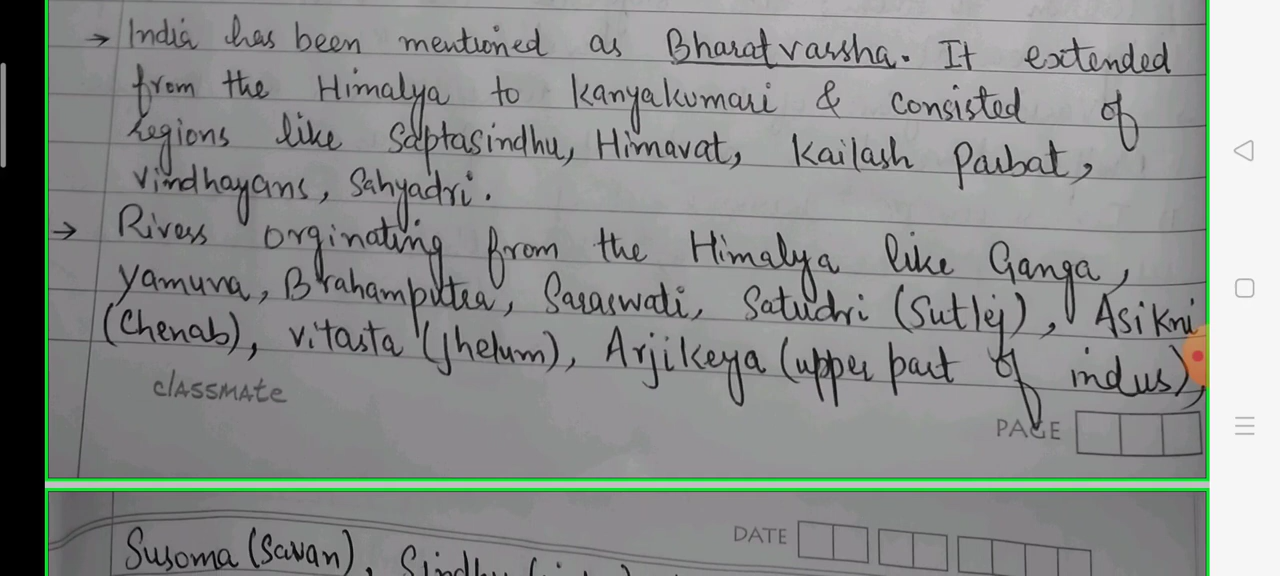 → India has been mentioned as Bharatvarsha. It extended
from the Himalya to Kanyakumari & consisted of
regions like Saptasindhu, Himavat, Kailash Parbat,
Vindhayans, Sahyadri.
→ Rivers orginating from the Himalya like Ganga,
Yamuna, Brahamputra, Saraswati, Satudri (Sutlej), Asikni
(Chenab), Vitasta (Jhelum), Arjikeya (upper part of indus),
classmate
PAGE
DATE
Susoma (Savan), Sindhu